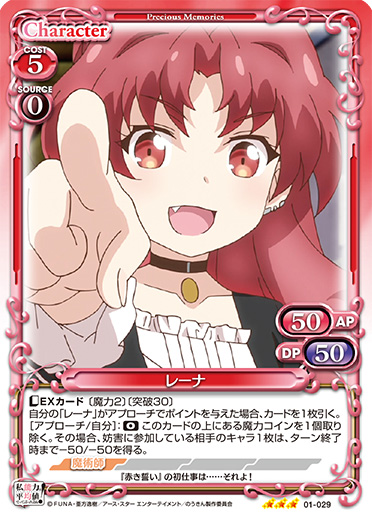 Precious Memories
Character
COST
5
SOURCE
0
50 AP
DP 50
レーナ
EXカード [魔力2][突破30]
自分の「レーナ」がアプローチでポイントを与えた場合、カードを1枚引く。
[アプローチ/自分]: このカードの上にある魔力コインを1個取り
除く。その場合、妨害に参加している相手のキャラ1枚は、ターン終了
時まで-50/-50を得る。
魔術師
『赤き誓い』の初仕事は……それよ!
私、能力は
平均値
©FUNA・亜方逸樹/アース・スター エンターテイメント/のうきん製作委員会
01-029